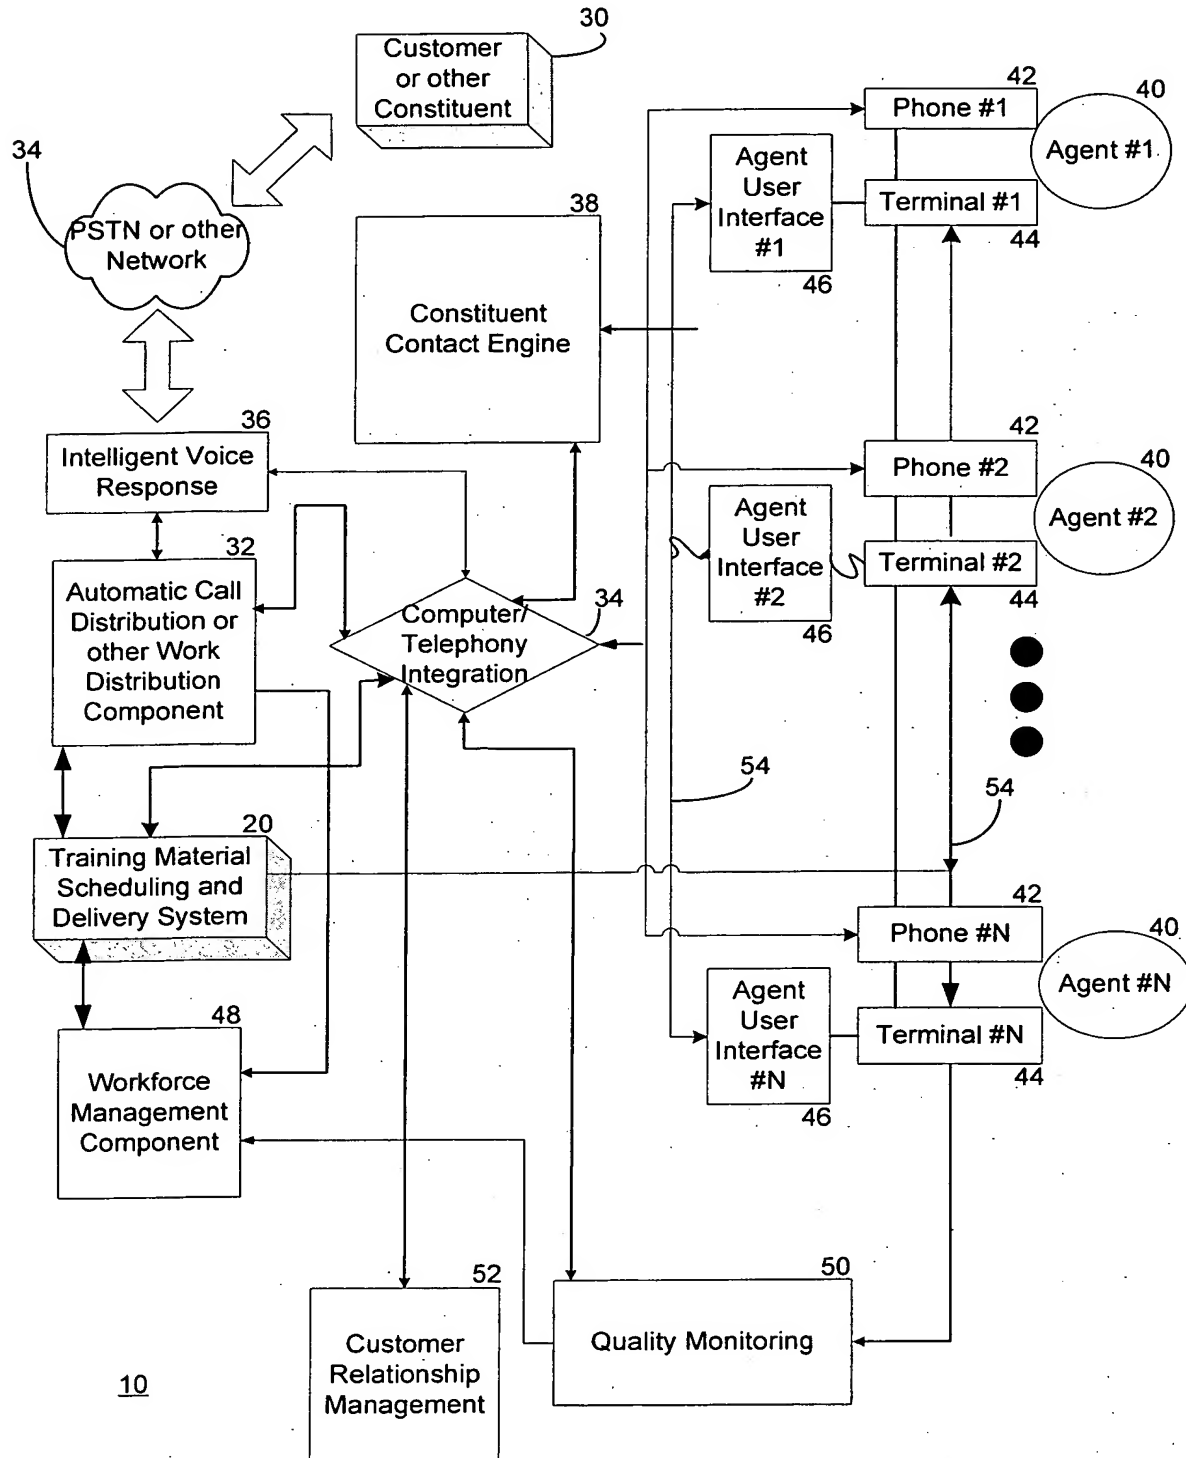 30
Customer
or other
Constituent
34
PSTN or other
Network
38
Constituent
Contact Engine
42
Phone #1
40
Agent #1
Agent
User
Interface
#1
46
Terminal #1
44
36
Intelligent Voice
Response
32
Automatic Call
Distribution or
other Work
Distribution
Component
Computer/
Telephony
Integration
34
42
Phone #2
40
Agent #2
Agent
User
Interface
#2
46
Terminal #2
44
54
54
20
Training Material
Scheduling and
Delivery System
42
Phone #N
40
Agent #N
Agent
User
Interface
#N
46
Terminal #N
44
48
Workforce
Management
Component
52
Customer
Relationship
Management
50
Quality Monitoring
10